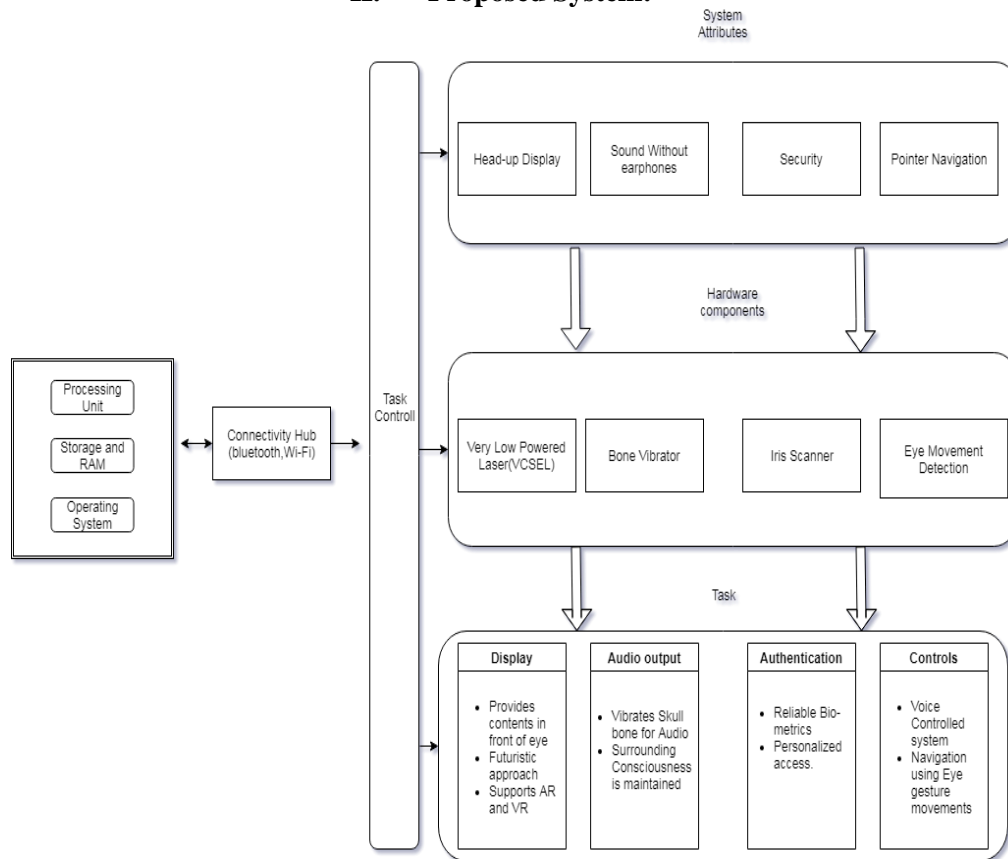 II. Proposed System:
System
Attributes
Head-up Display
Sound Without
earphones
Security
Pointer Navigation
Hardware
components
Processing
Unit
Storage and
RAM
Operating
System
Connectivity Hub
(bluetooth,Wi-Fi)
Task
Controll
Very Low Powered
Laser(VCSEL)
Bone Vibrator
Iris Scanner
Eye Movement
Detection
Task
Display
• Provides
contents in
front of eye
• Futuristic
approach
• Supports AR
and VR
Audio output
• Vibrates Skull
bone for Audio
• Surrounding
Consciousness
is maintained
Authentication
• Reliable Bio-
metrics
• Personalized
access.
Controls
• Voice
Controlled
system
• Navigation
using Eye
gesture
movements